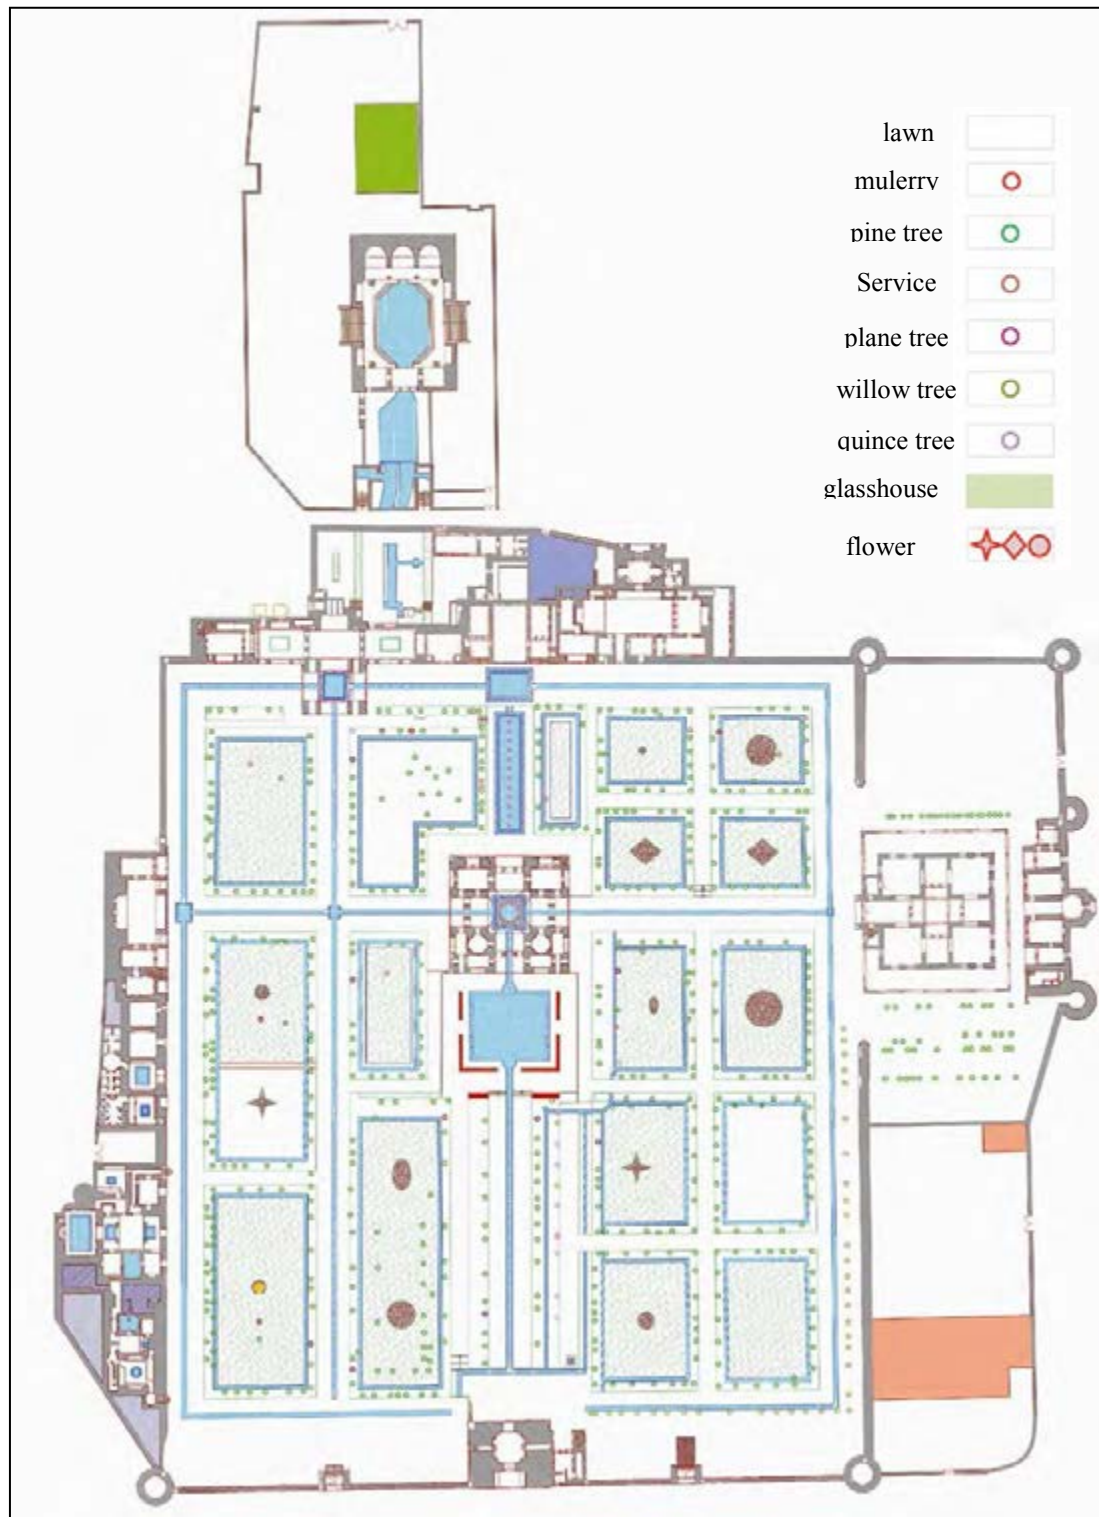 lawn
mulerry
pine tree
Service
plane tree
willow tree
quince tree
glasshouse
flower